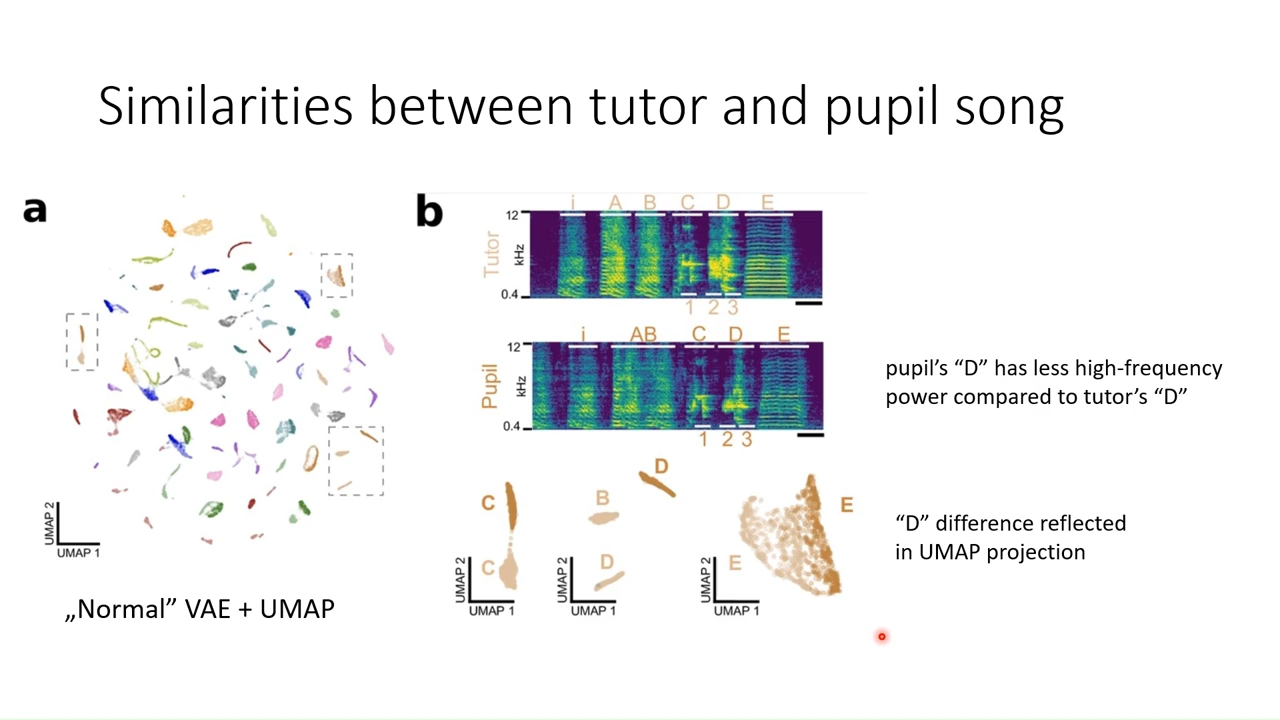 Similarities between tutor and pupil song
a
UMAP 2
UMAP 1
„Normal” VAE + UMAP
b
i A B C D E
Tutor
12
kHz
0.4
1 2 3
i AB C D E
Pupil
12
kHz
0.4
1 2 3
C
C
UMAP 2
UMAP 1
D
B
D
UMAP 2
UMAP 1
E
E
UMAP 2
UMAP 1
pupil’s “D” has less high-frequency
power compared to tutor’s “D”
“D” difference reflected
in UMAP projection